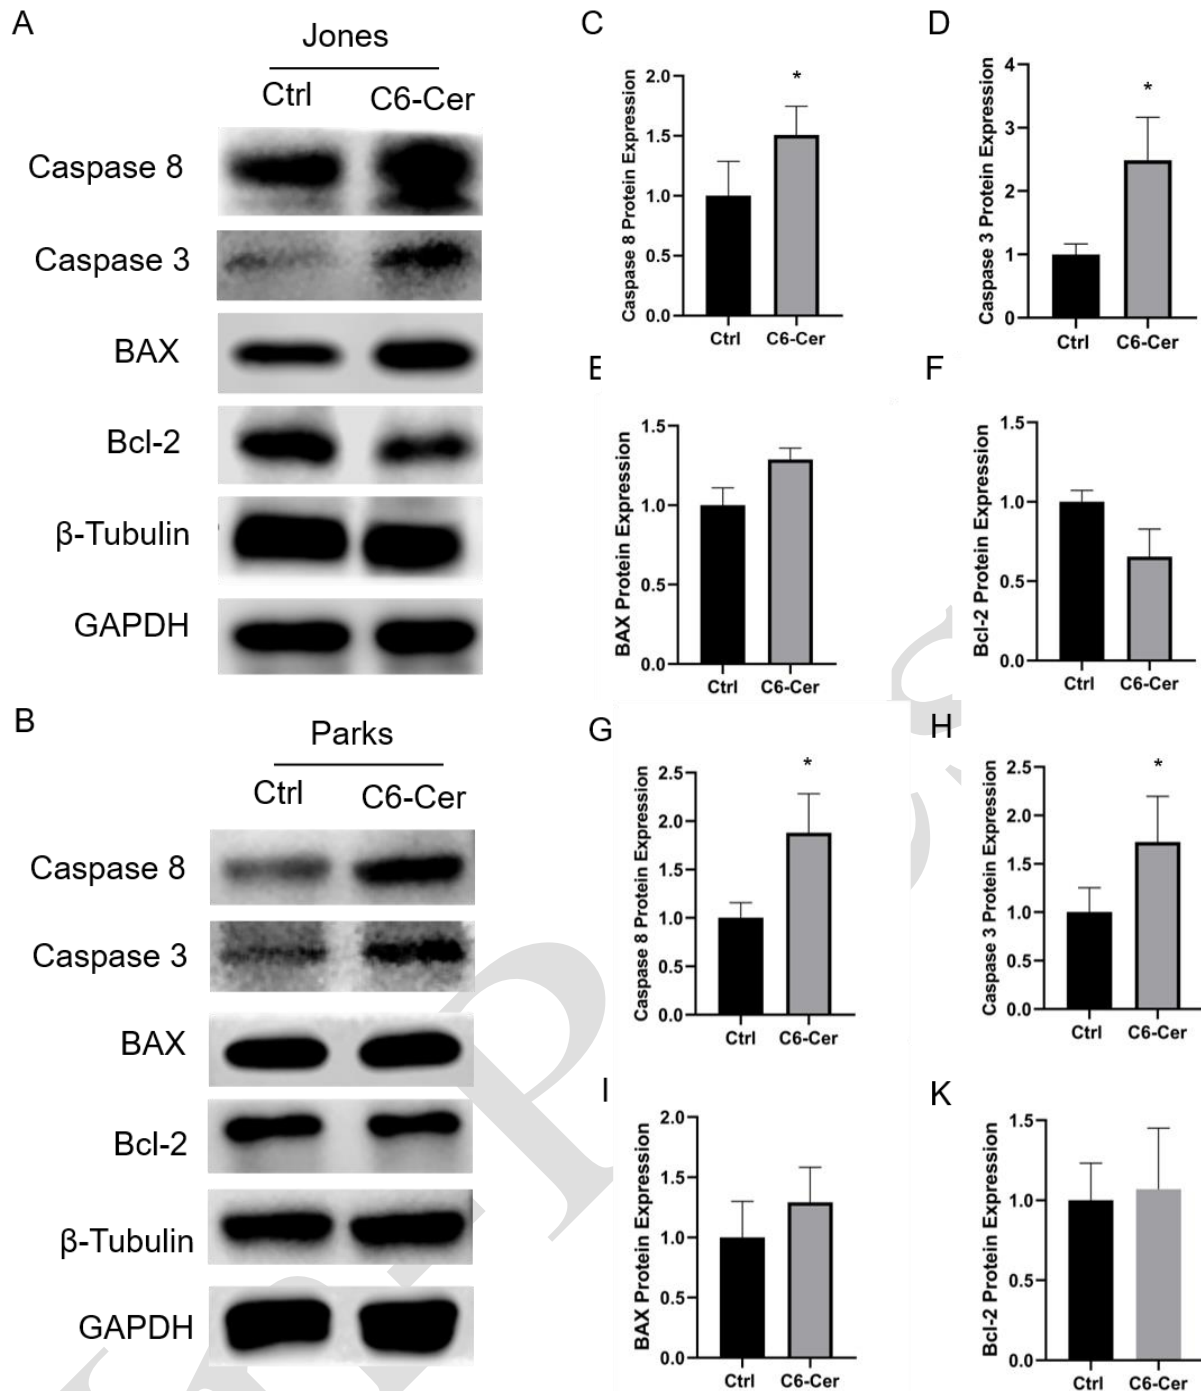 A
Jones
Ctrl C6-Cer
Caspase 8
Caspase 3
BAX
Bcl-2
β-Tubulin
GAPDH
B
Parks
Ctrl C6-Cer
Caspase 8
Caspase 3
BAX
Bcl-2
β-Tubulin
GAPDH
C
Caspase 8 Protein Expression
2.0
*
1.5
1.0
0.5
0.0
Ctrl C6-Cer
D
Caspase 3 Protein Expression
4
*
3
2
1
0
Ctrl C6-Cer
E
BAX Protein Expression
1.5
1.0
0.5
0.0
Ctrl C6-Cer
F
Bcl-2 Protein Expression
1.5
1.0
0.5
0.0
Ctrl C6-Cer
G
Caspase 8 Protein Expression
*
2.5
2.0
1.5
1.0
0.5
0.0
Ctrl C6-Cer
H
Caspase 3 Protein Expression
*
2.5
2.0
1.5
1.0
0.5
0.0
Ctrl C6-Cer
I
BAX Protein Expression
2.0
1.5
1.0
0.5
0.0
Ctrl C6-Cer
K
Bcl-2 Protein Expression
1.5
1.0
0.5
0.0
Ctrl C6-Cer